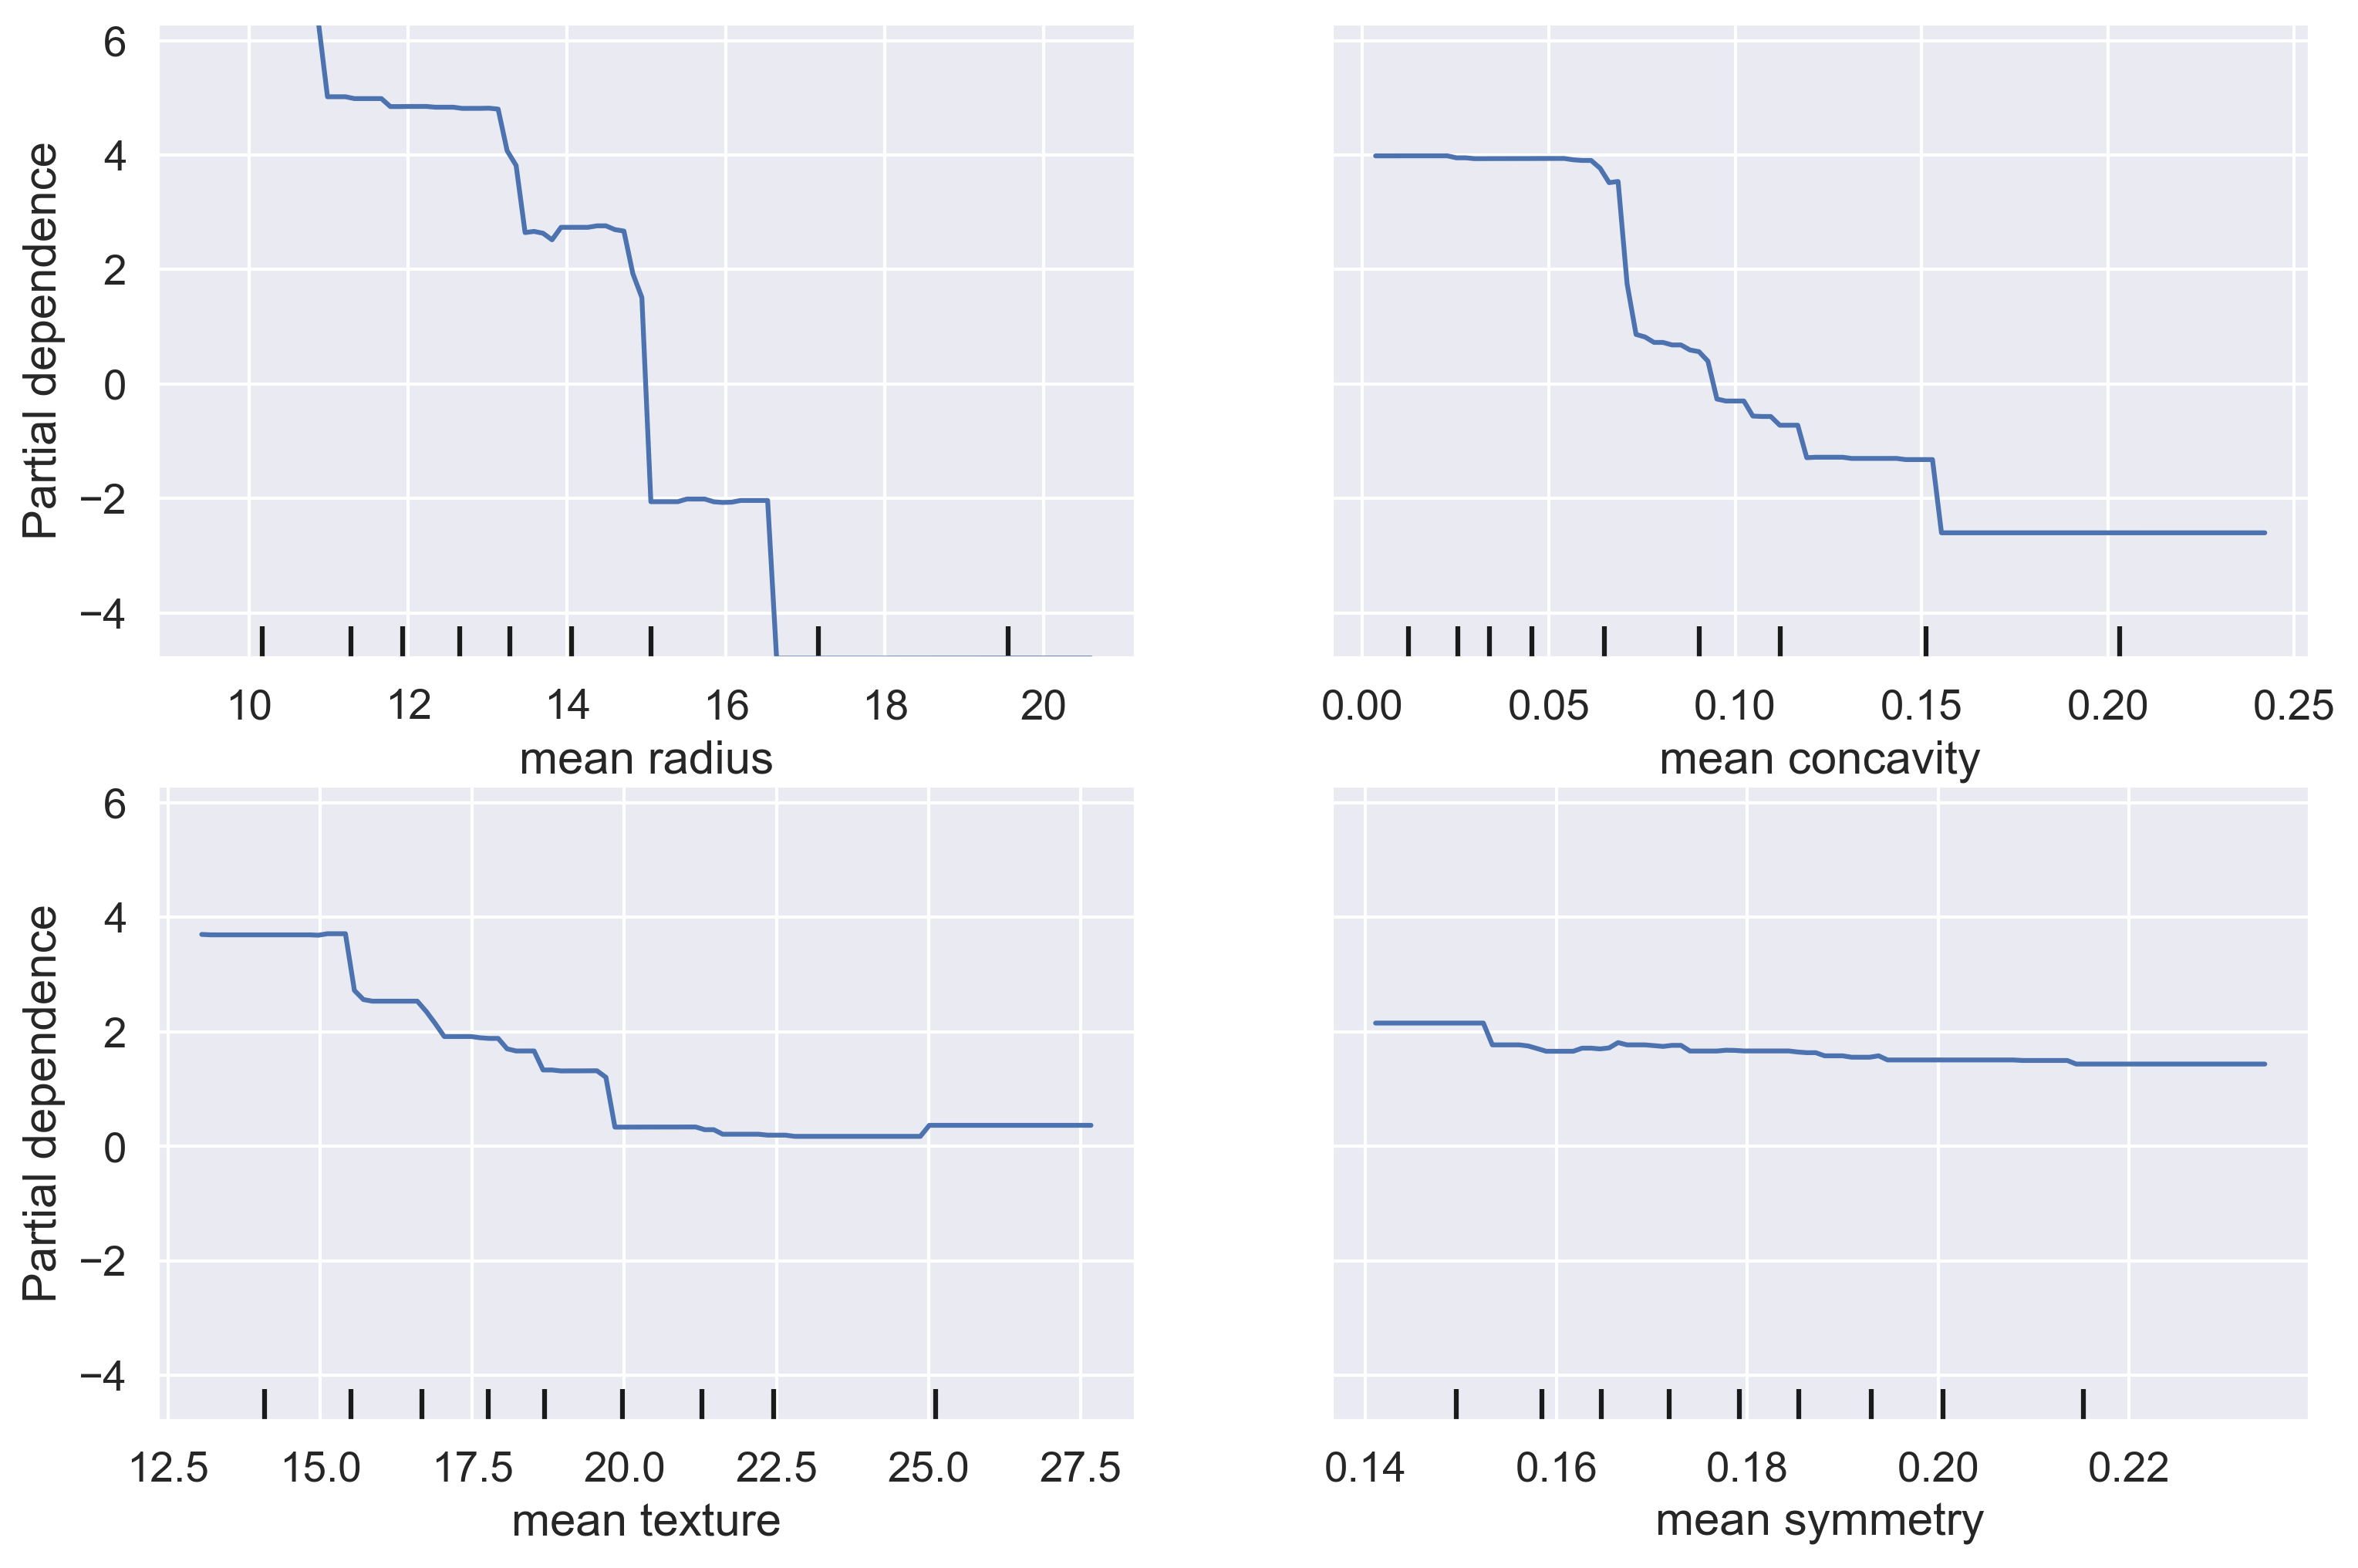 Partial dependence
6
4
2
0
−2
−4
10 12 14 16 18 20
mean radius
0.00 0.05 0.10 0.15 0.20 0.25
mean concavity
Partial dependence
6
4
2
0
−2
−4
12.5 15.0 17.5 20.0 22.5 25.0 27.5
mean texture
0.14 0.16 0.18 0.20 0.22
mean symmetry